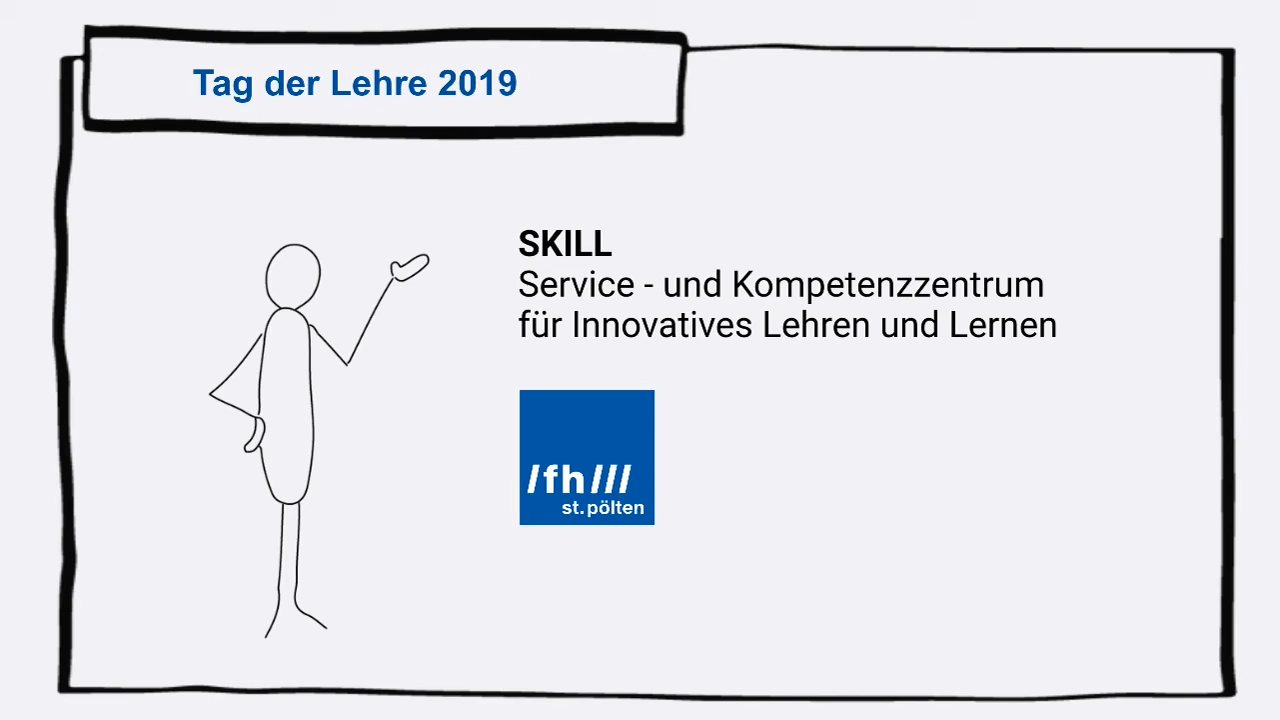 Tag der Lehre 2019
SKILL
Service - und Kompetenzzentrum
für Innovatives Lehren und Lernen
/fh///
st.pölten